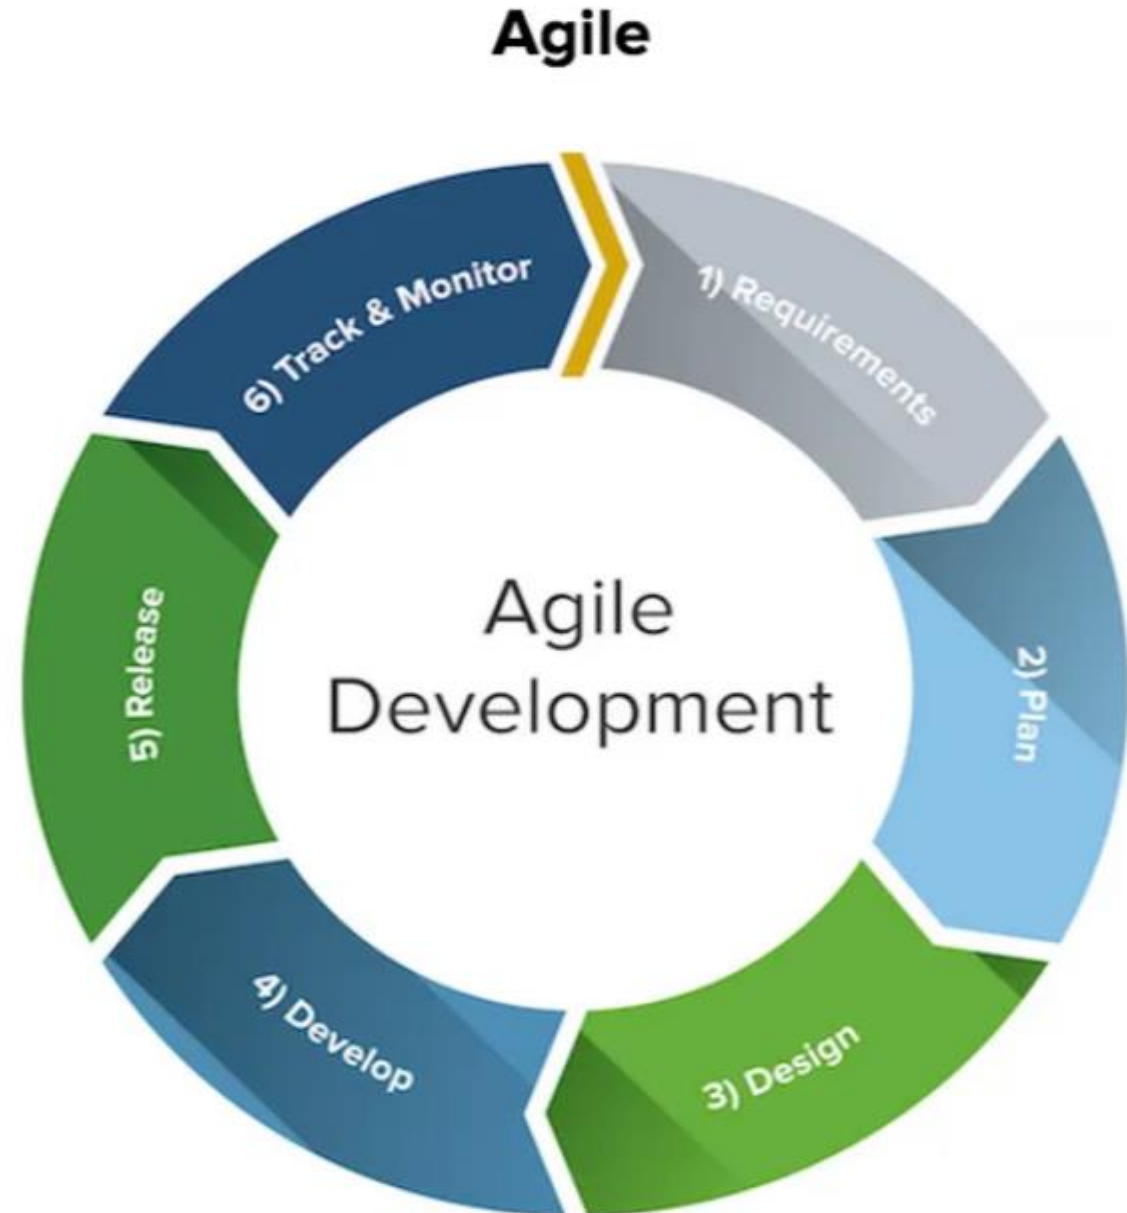 Agile
1) Requirements
2) Plan
3) Design
4) Develop
5) Release
6) Track & Monitor
Agile
Development